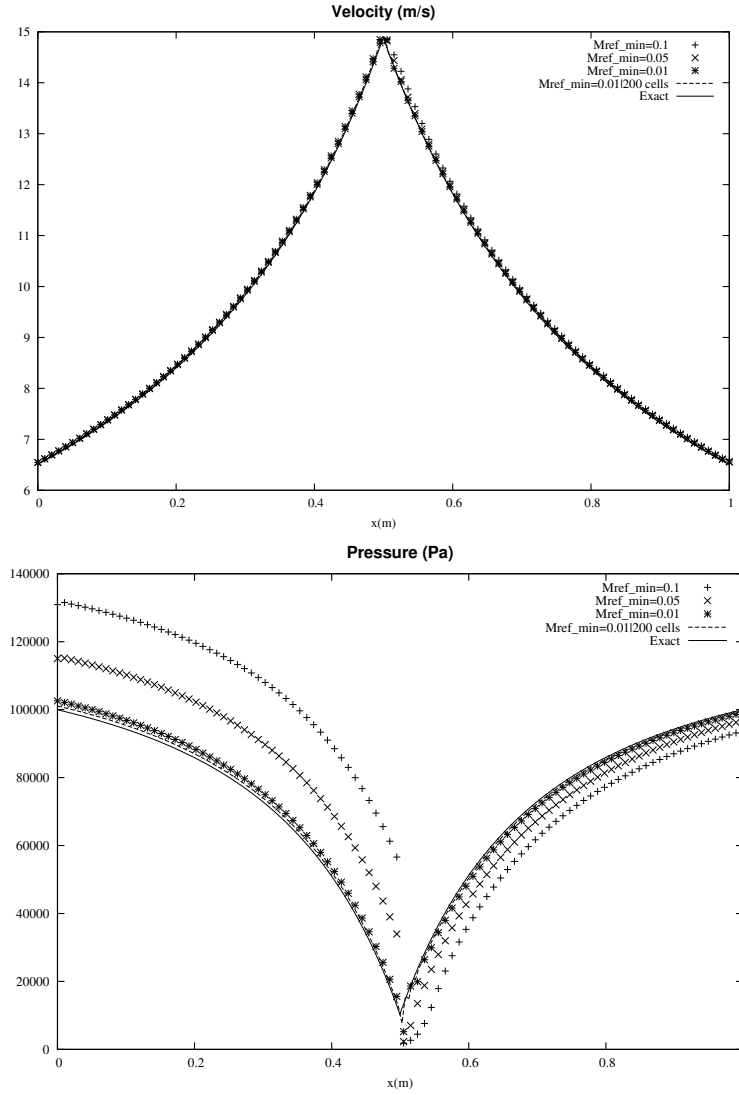 Velocity (m/s)
15
14
13
12
11
10
9
8
7
6
0
0.2
0.4
0.6
0.8
1
x(m)
Mref_min=0.1
Mref_min=0.05
Mref_min=0.01
Mref_min=0.01|200 cells
Exact
Pressure (Pa)
140000
120000
100000
80000
60000
40000
20000
0
0
0.2
0.4
0.6
0.8
x(m)
Mref_min=0.1
Mref_min=0.05
Mref_min=0.01
Mref_min=0.01|200 cells
Exact